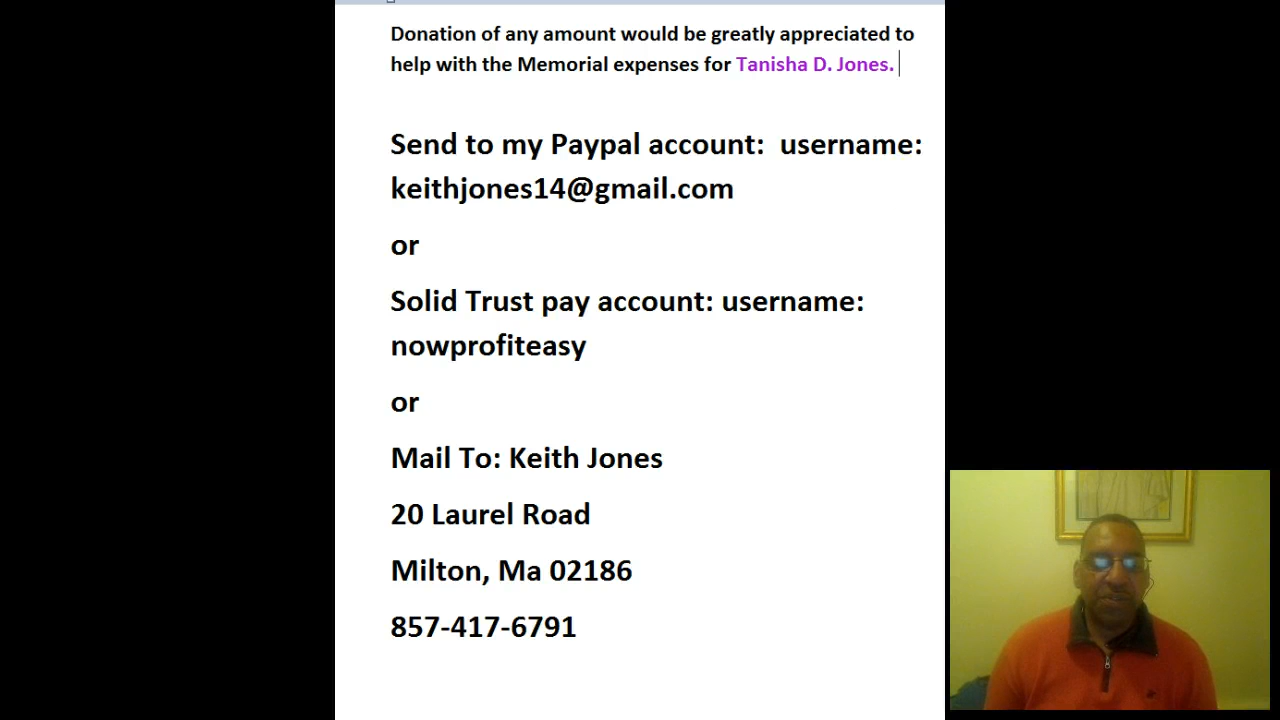 Donation of any amount would be greatly appreciated to
help with the Memorial expenses for Tanisha D. Jones.
Send to my Paypal account:  username:
keithjones14@gmail.com
or
Solid Trust pay account: username:
nowprofiteasy
or
Mail To: Keith Jones
20 Laurel Road
Milton, Ma 02186
857-417-6791